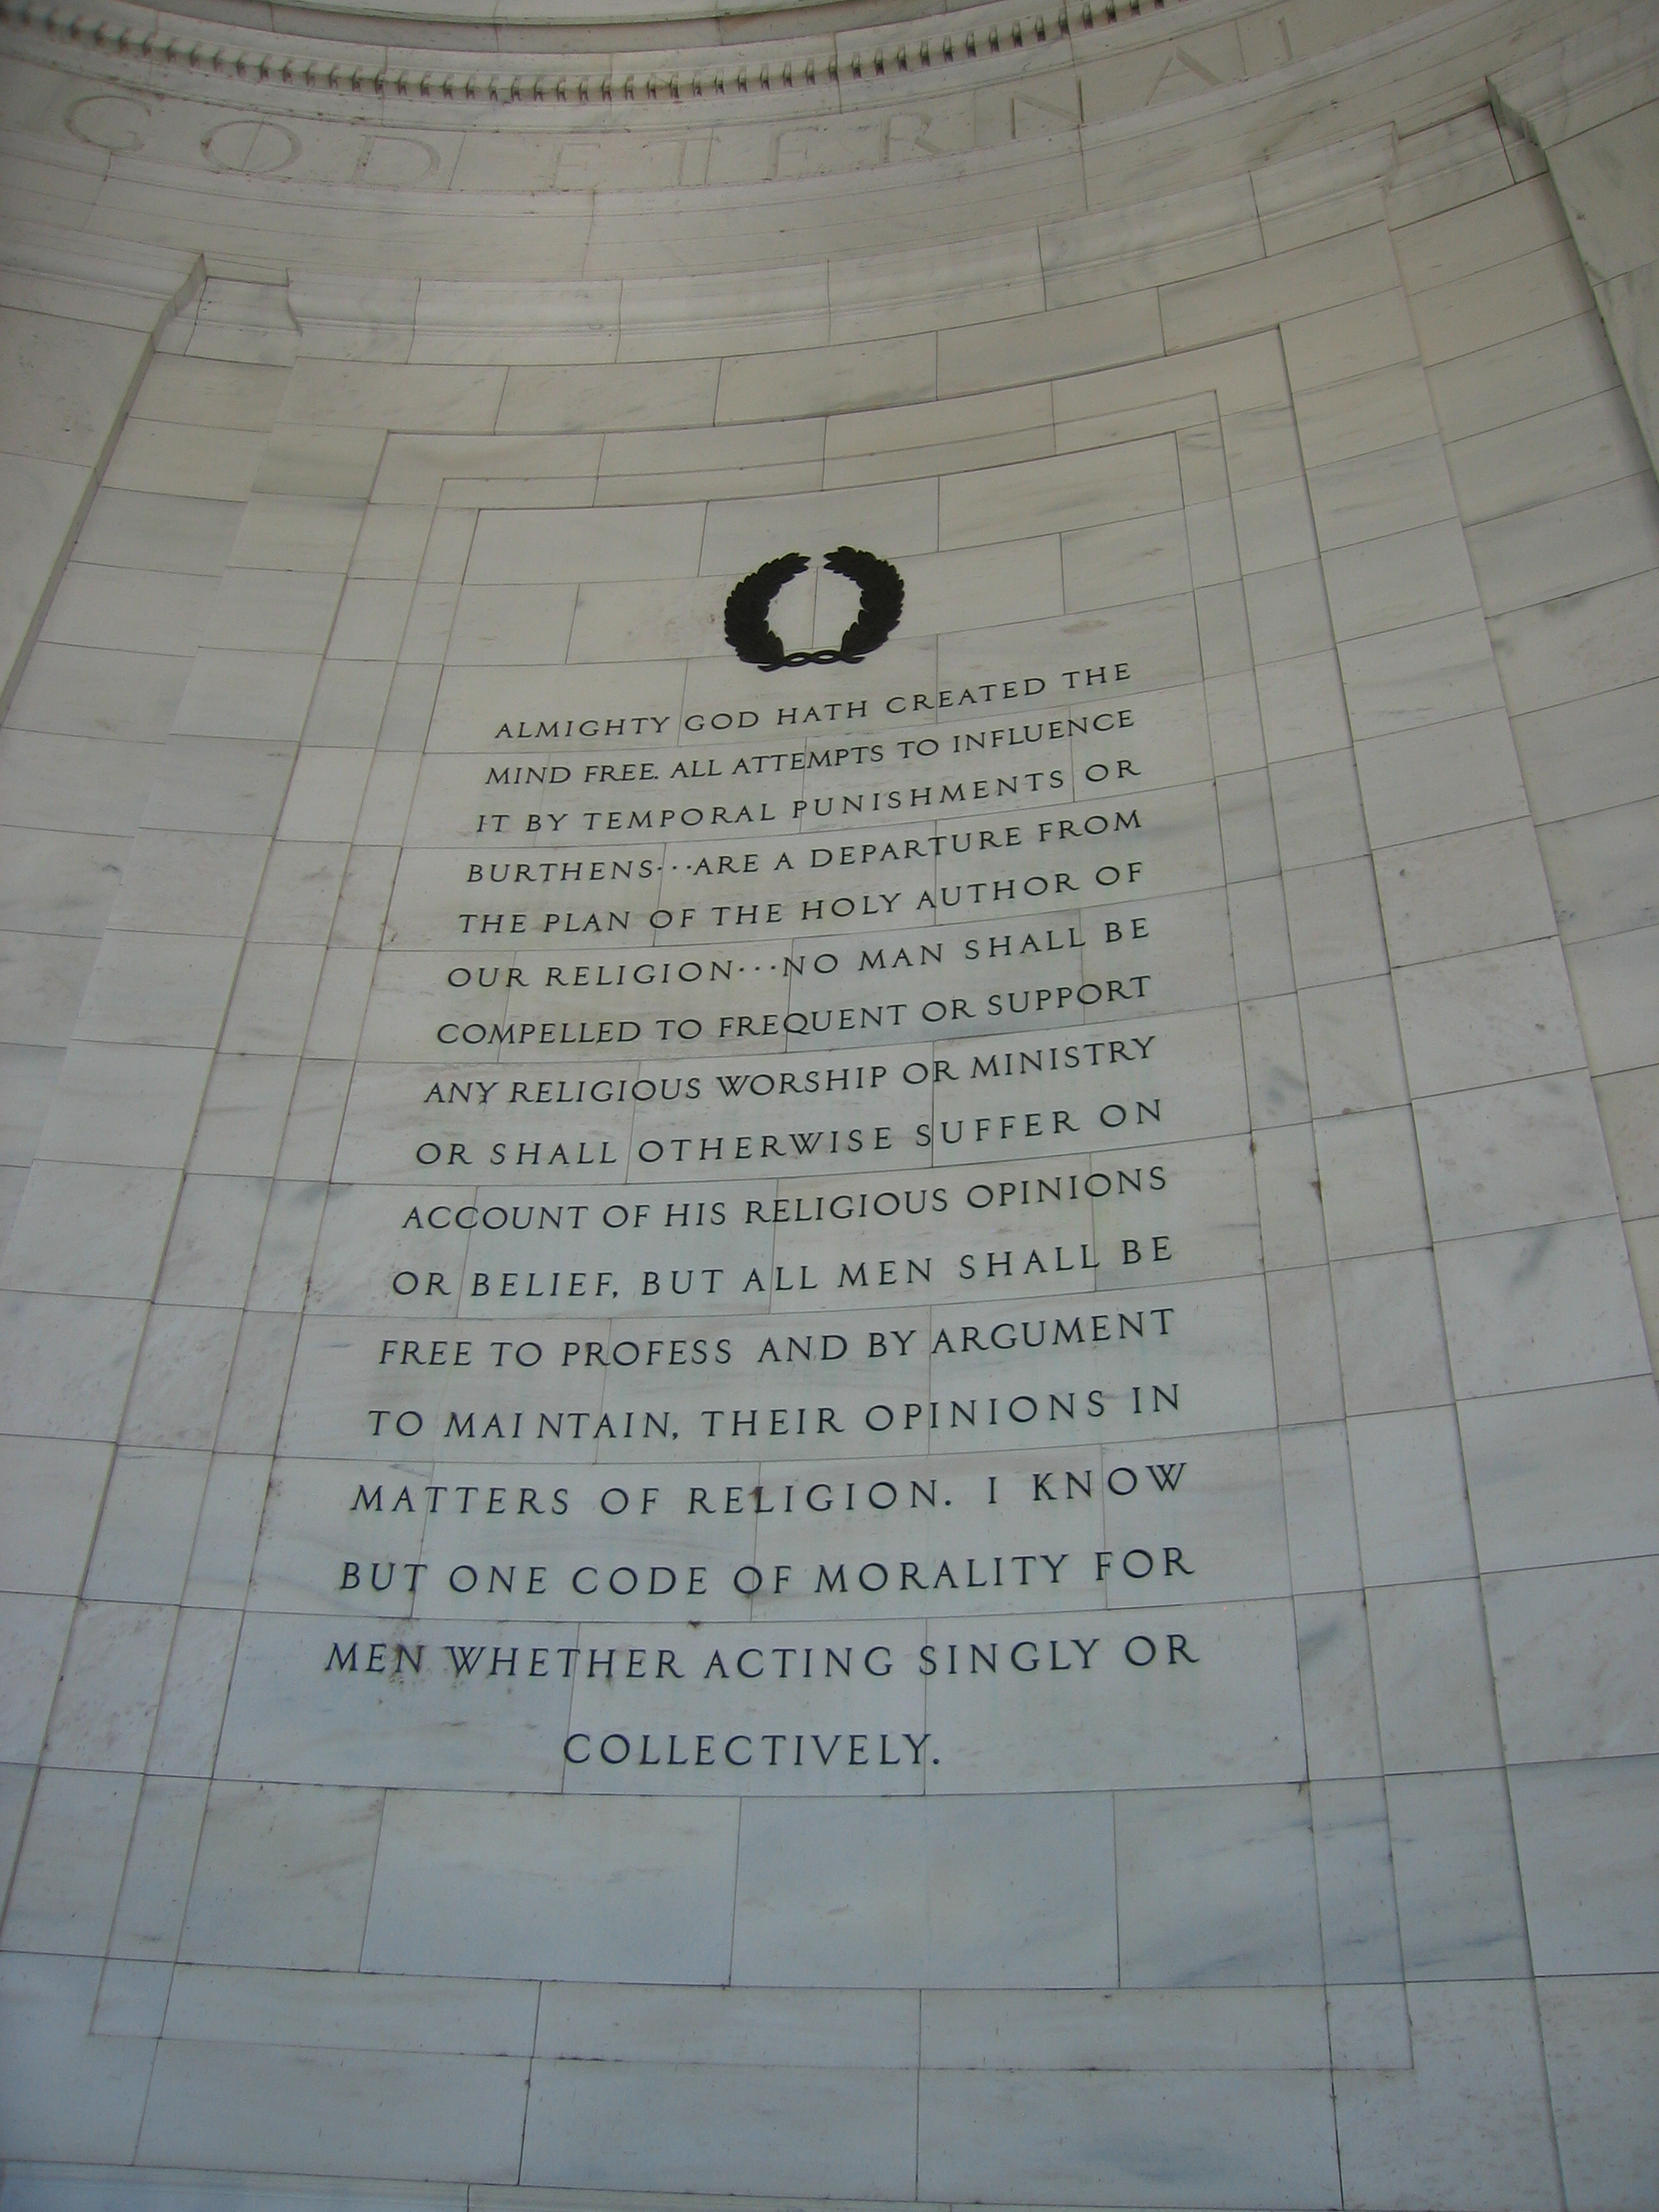 GOD ETERNAL
ALMIGHTY GOD HATH CREATED THE
MIND FREE. ALL ATTEMPTS TO INFLUENCE
IT BY TEMPORAL PUNISHMENTS OR
BURTHENS···ARE A DEPARTURE FROM
THE PLAN OF THE HOLY AUTHOR OF
OUR RELIGION···NO MAN SHALL BE
COMPELLED TO FREQUENT OR SUPPORT
ANY RELIGIOUS WORSHIP OR MINISTRY
OR SHALL OTHERWISE SUFFER ON
ACCOUNT OF HIS RELIGIOUS OPINIONS
OR BELIEF, BUT ALL MEN SHALL BE
FREE TO PROFESS AND BY ARGUMENT
TO MAINTAIN, THEIR OPINIONS IN
MATTERS OF RELIGION. I KNOW
BUT ONE CODE OF MORALITY FOR
MEN WHETHER ACTING SINGLY OR
COLLECTIVELY.